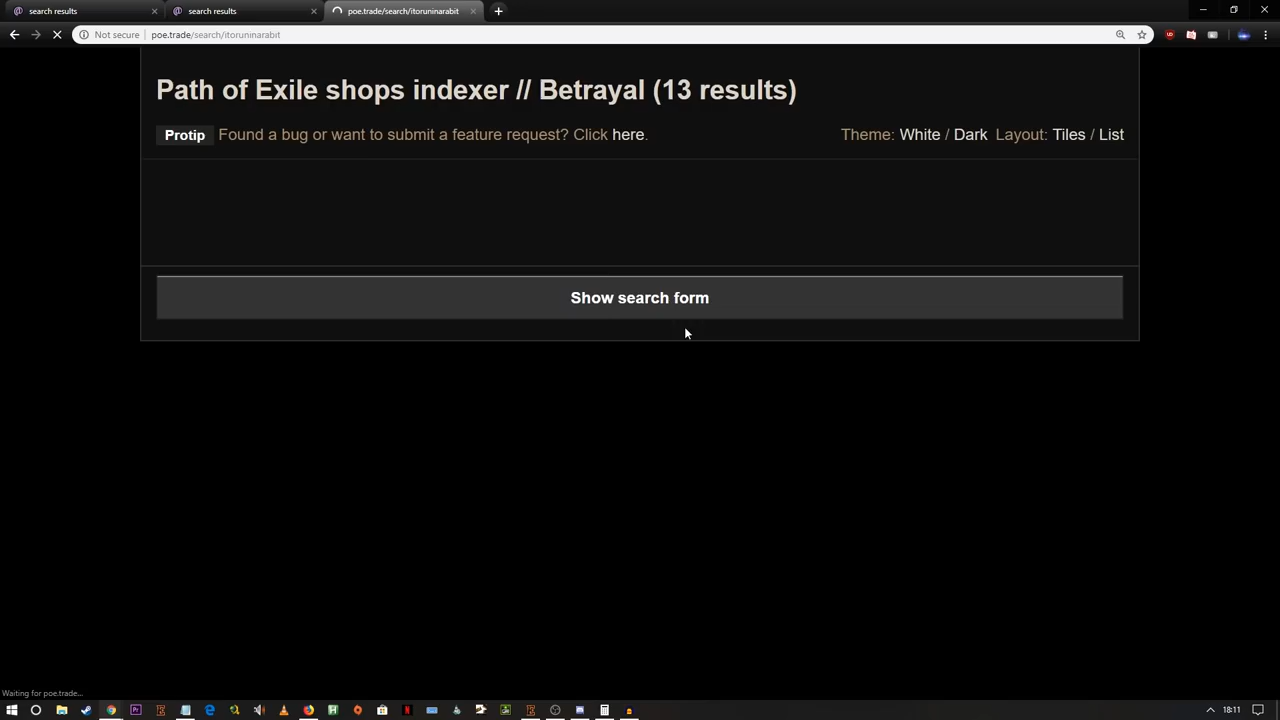 search results
search results
poe.trade/search/itoruninarabit
Not secure
poe.trade/search/itoruninarabit
Path of Exile shops indexer // Betrayal (13 results)
Protip Found a bug or want to submit a feature request? Click here.
Theme: White / Dark Layout: Tiles / List
Show search form
Waiting for poe.trade...
18:11